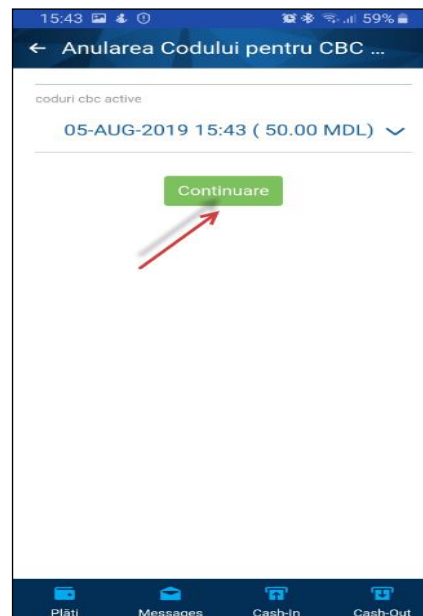 15:43 59%
← Anularea Codului pentru CBC ...
coduri cbc active
05-AUG-2019 15:43 ( 50.00 MDL)
Continuare
Plăți Messages Cash-In Cash-Out